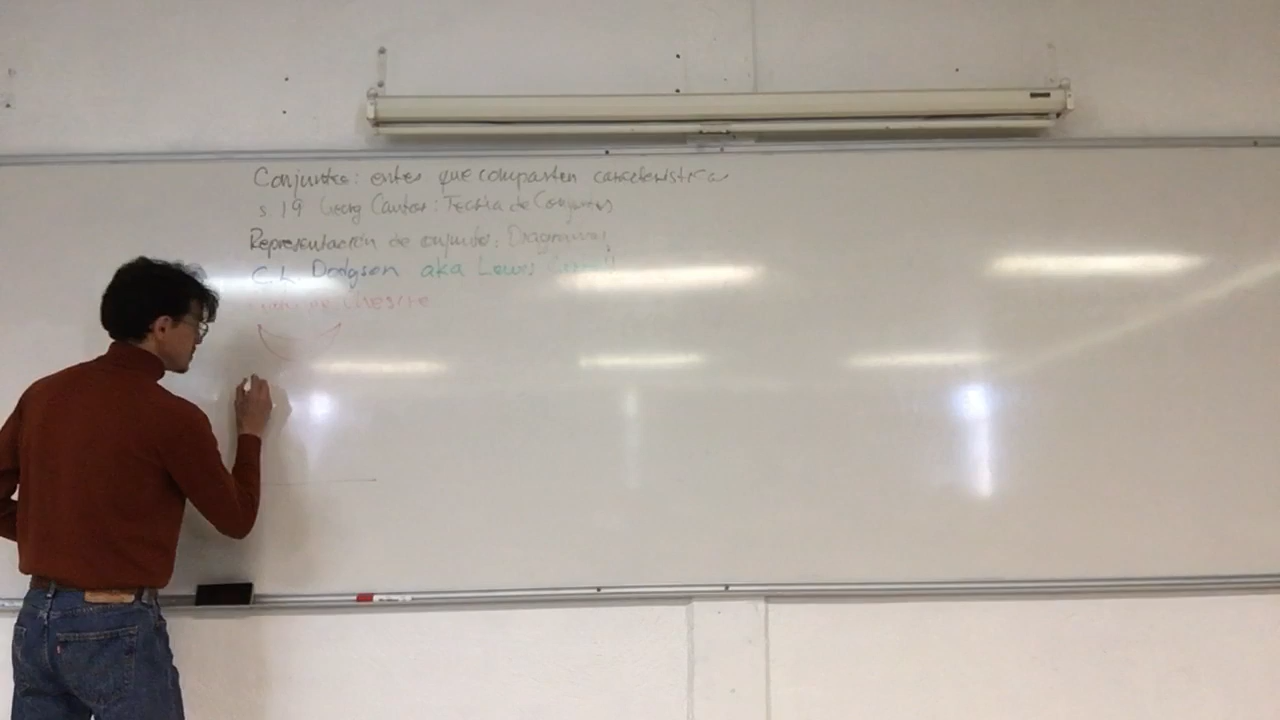 Conjuntos: entes que comparten característica
s. 19 Georg Cantor: Teoría de Conjuntos
Representación de conjuntos: Diagramas
C.L. Dodgson aka Lewis Carroll
Cheshire